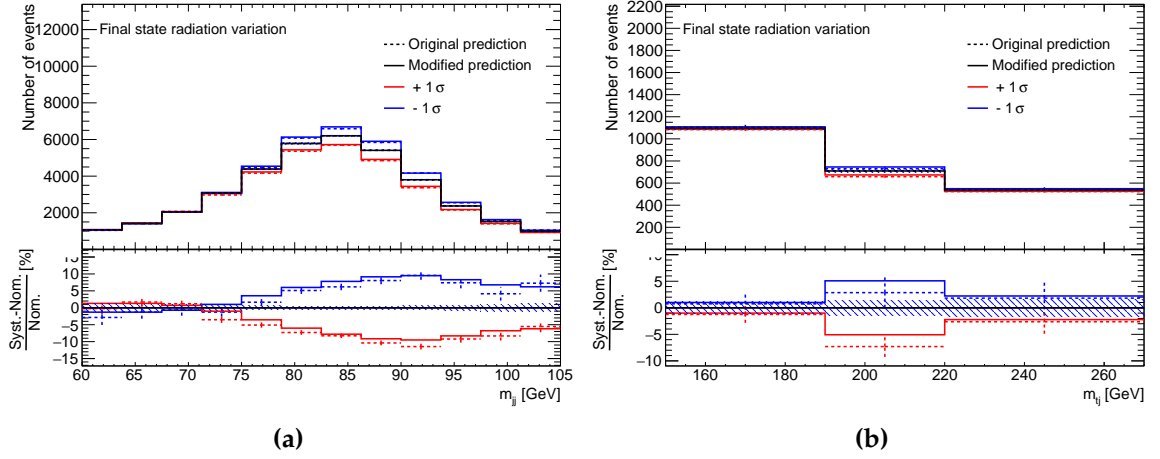 Number of events
12000
10000
8000
6000
4000
2000
Final state radiation variation
Original prediction
Modified prediction
+ 1 σ
- 1 σ
Syst.-Nom.
Nom.
[%]
10
5
0
−5
−10
−15
60 65 70 75 80 85 90 95 100 105
m_jj [GeV]
(a)
Number of events
2200
2000
1800
1600
1400
1200
1000
800
600
400
200
Final state radiation variation
Original prediction
Modified prediction
+ 1 σ
- 1 σ
Syst.-Nom.
Nom.
[%]
5
0
−5
−10
160 180 200 220 240 260
m_tj [GeV]
(b)